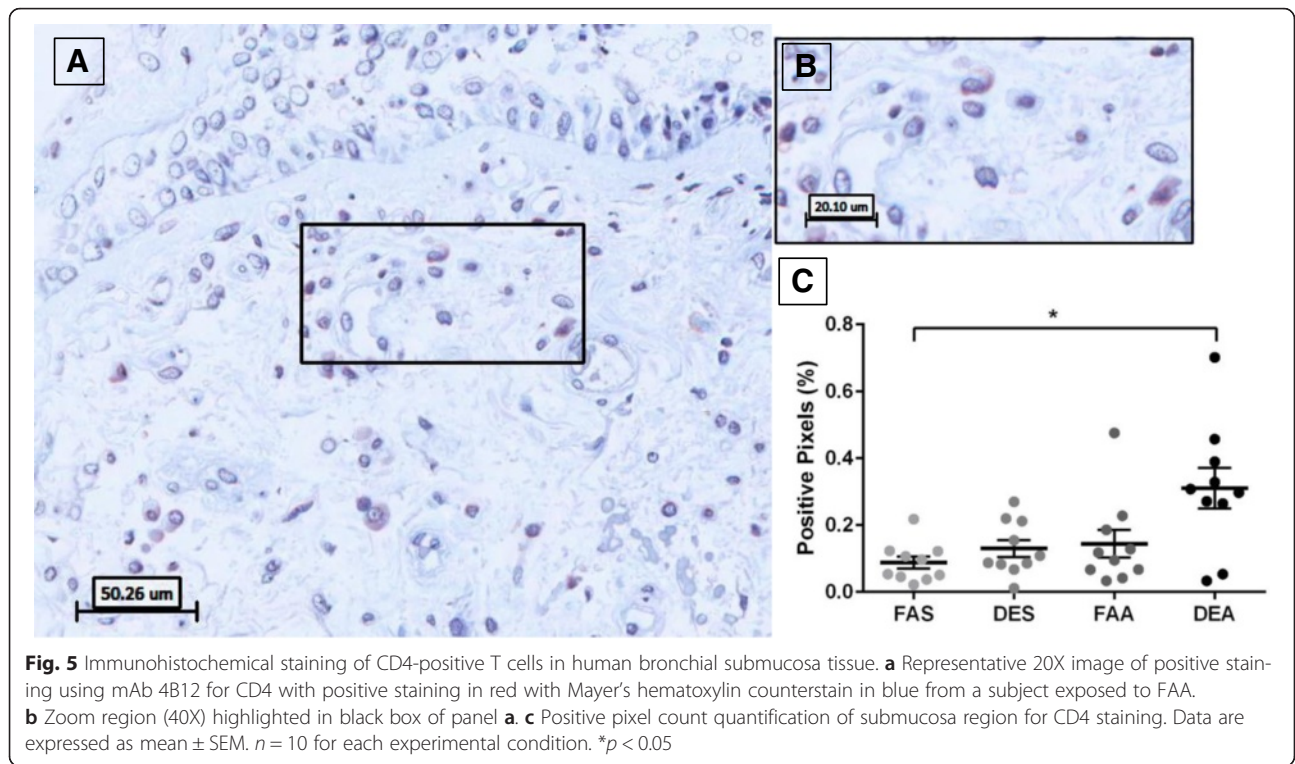 A
B
20.10 um
50.26 um
C
*
Positive Pixels (%)
0.8
0.6
0.4
0.2
0.0
FAS DES FAA DEA
Fig. 5 Immunohistochemical staining of CD4-positive T cells in human bronchial submucosa tissue. a Representative 20X image of positive stain-
ing using mAb 4B12 for CD4 with positive staining in red with Mayer's hematoxylin counterstain in blue from a subject exposed to FAA.
b Zoom region (40X) highlighted in black box of panel a. c Positive pixel count quantification of submucosa region for CD4 staining. Data are
expressed as mean ± SEM. n = 10 for each experimental condition. *p < 0.05